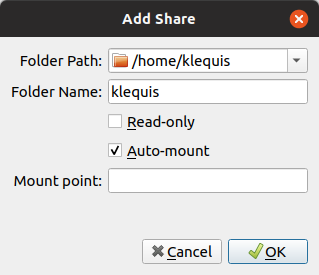 Add Share
Folder Path: /home/klequis
Folder Name: klequis
Read-only
Auto-mount
Mount point:
Cancel OK